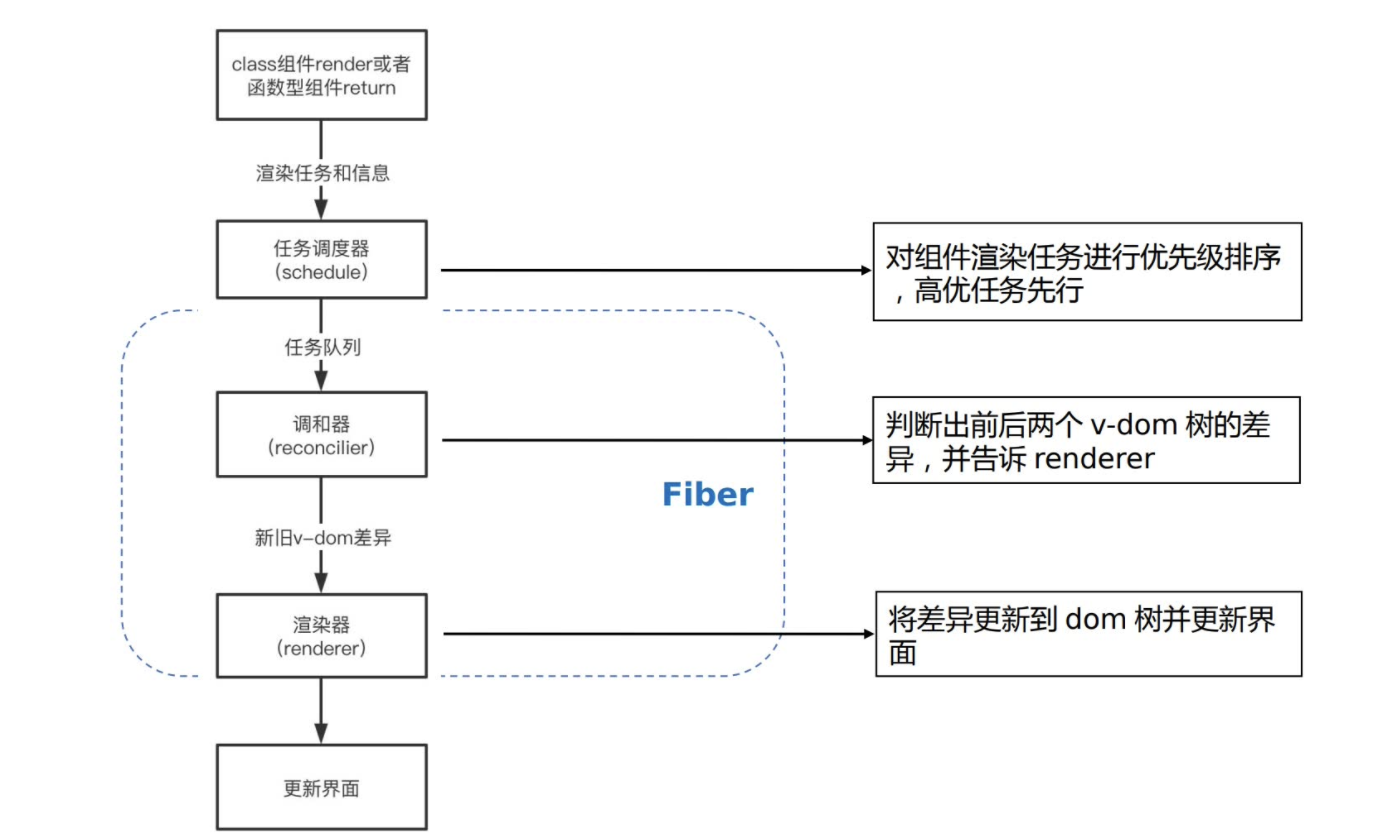 class组件render或者
函数型组件return
渲染任务和信息
任务调度器
（schedule）
对组件渲染任务进行优先级排序
，高优任务先行
任务队列
调和器
（reconcilier）
判断出前后两个 v-dom 树的差
异，并告诉 renderer
Fiber
新旧v-dom差异
渲染器
（renderer）
将差异更新到 dom 树并更新界
面
更新界面